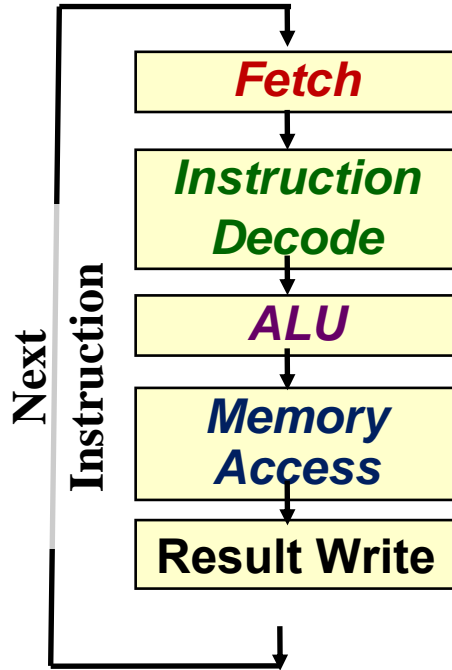 Fetch
Instruction
Decode
ALU
Memory
Access
Result Write
Next
Instruction